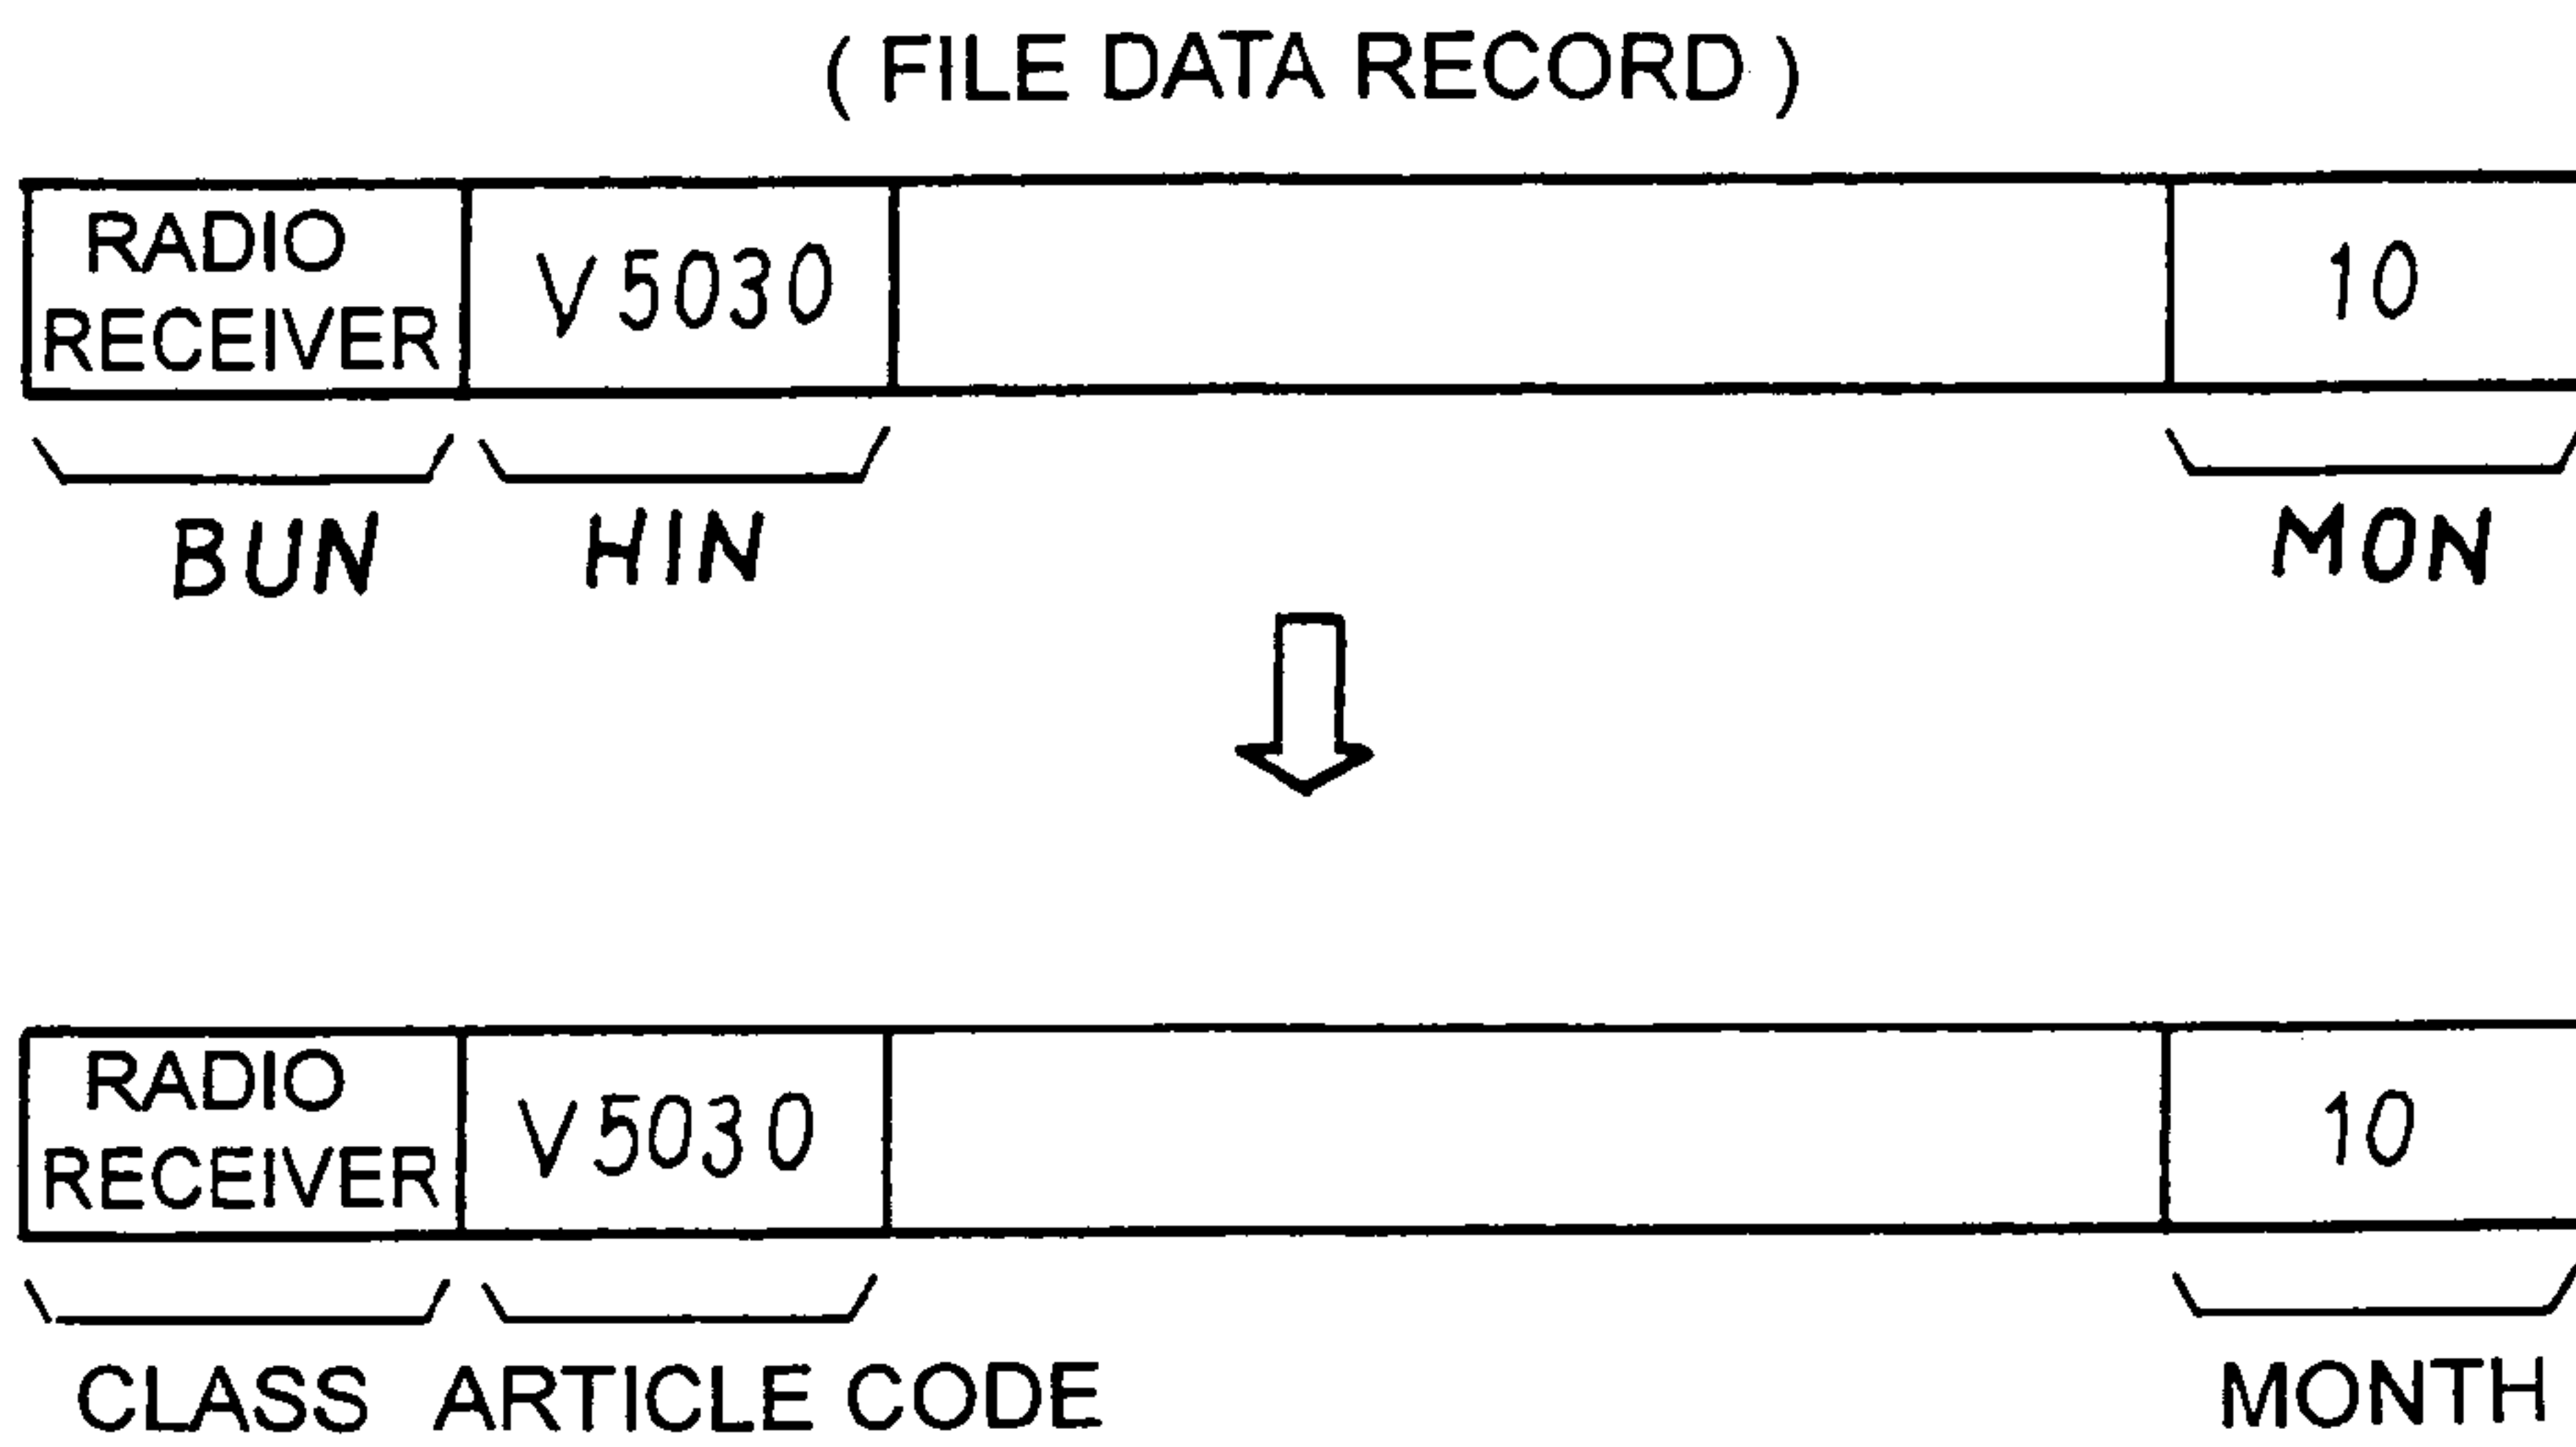 ( FILE DATA RECORD )
RADIO
RECEIVER
V5030
10
BUN
HIN
MON
RADIO
RECEIVER
V5030
10
CLASS
ARTICLE CODE
MONTH